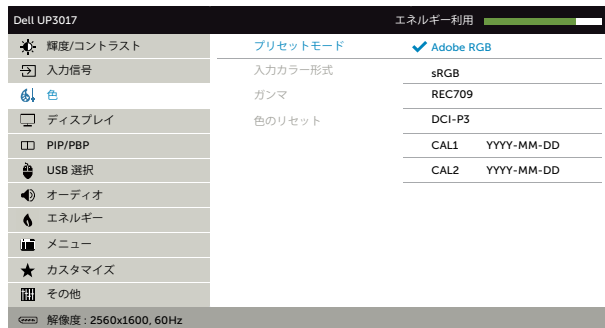 Dell UP3017 エネルギー利用
輝度/コントラスト プリセットモード Adobe RGB
入力信号 入力カラー形式 sRGB
色 ガンマ REC709
ディスプレイ 色のリセット DCI-P3
PIP/PBP CAL1 YYYY-MM-DD
USB 選択 CAL2 YYYY-MM-DD
オーディオ
エネルギー
メニュー
カスタマイズ
その他
解像度 : 2560x1600, 60Hz